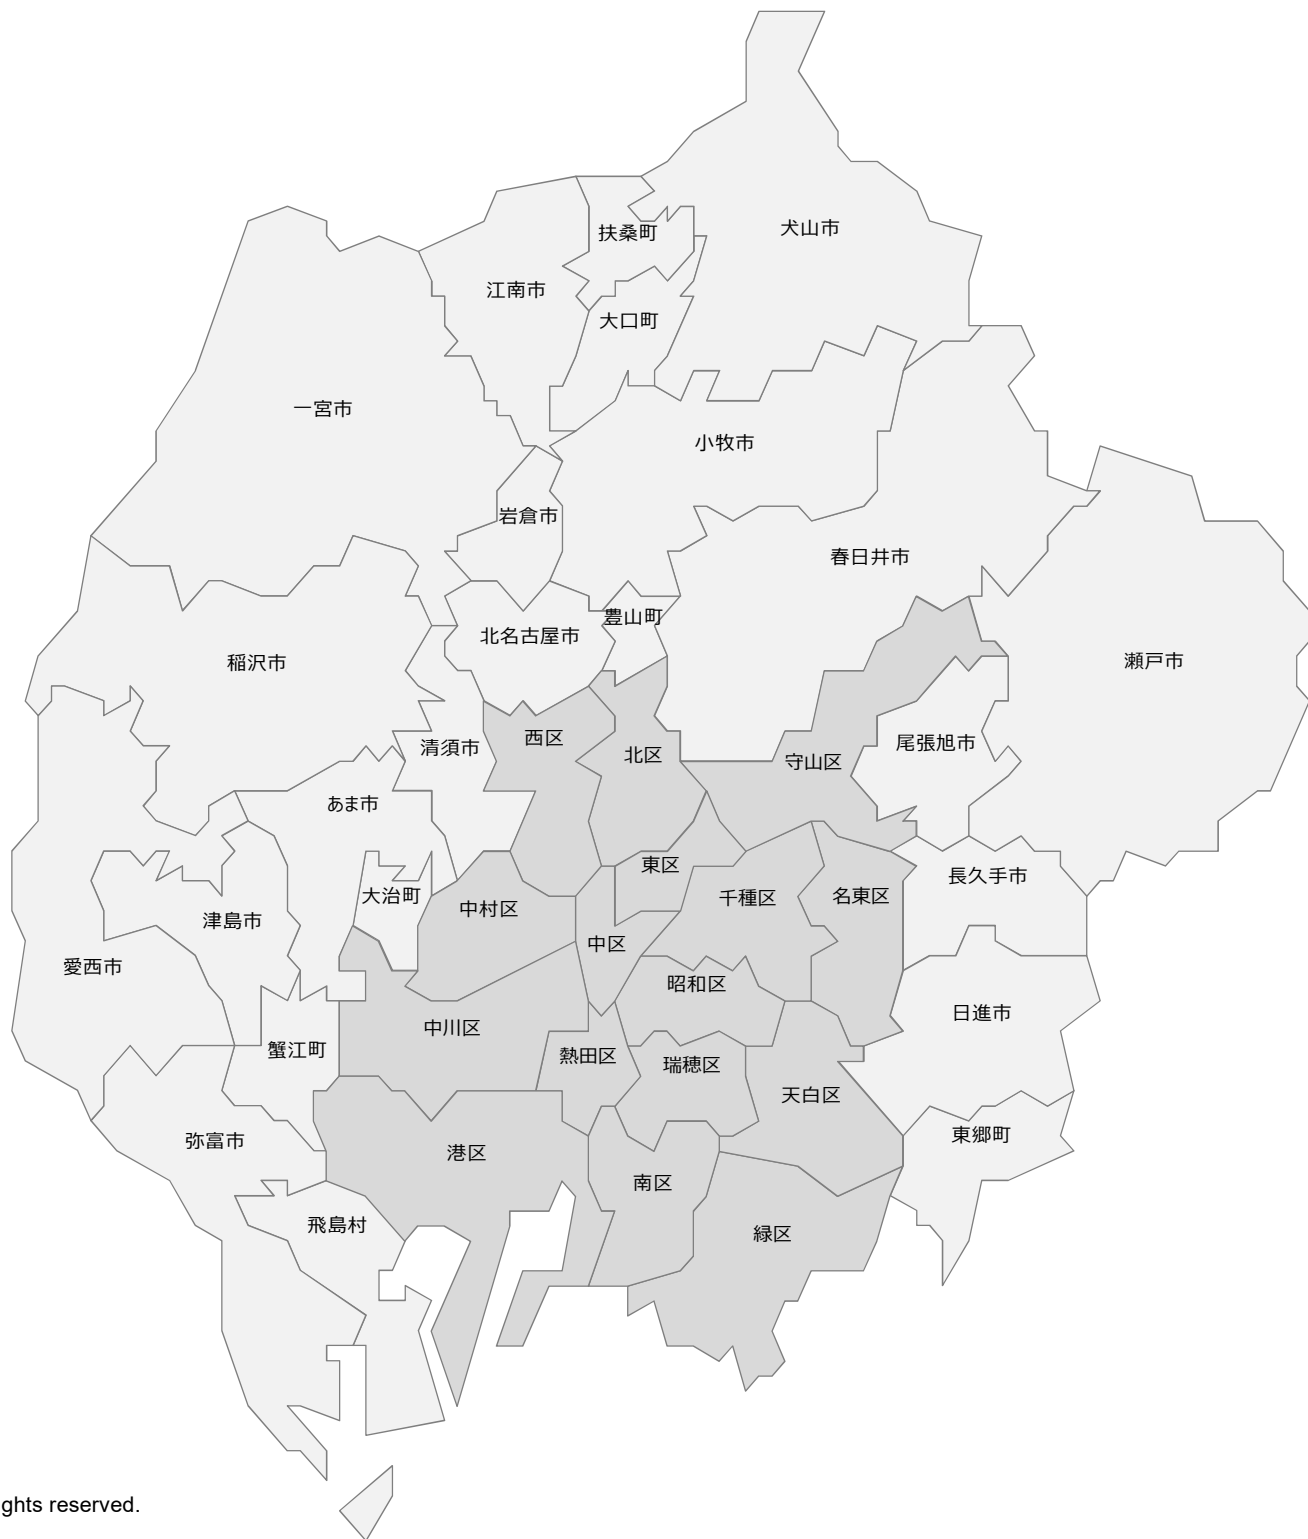 犬山市
扶桑町
江南市
大口町
一宮市
小牧市
岩倉市
春日井市
豊山町
北名古屋市
稲沢市
瀬戸市
西区
清須市
北区
尾張旭市
守山区
あま市
東区
長久手市
大治町
千種区
名東区
中村区
津島市
中区
愛西市
昭和区
日進市
中川区
蟹江町
熱田区
瑞穂区
天白区
東郷町
弥富市
港区
南区
飛島村
緑区
ghts reserved.